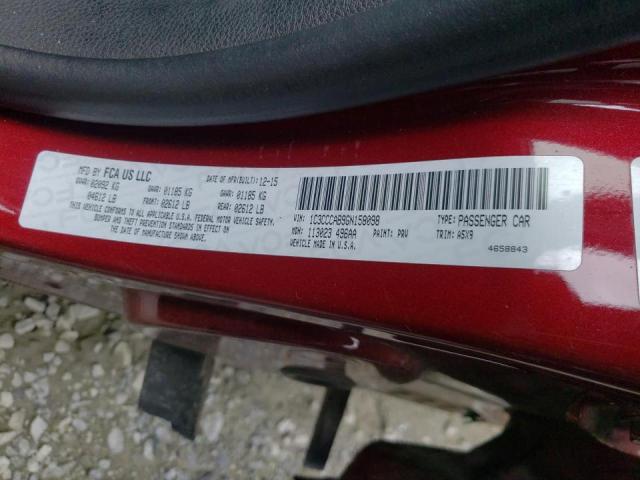 MFD BY FCA US LLC
DATE OF MFR(BUILT): 12-15
GVWR: 02092 KG
04612 LB
GAWR: 01185 KG
FRONT: 02612 LB
GAWR: 01185 KG
REAR: 02612 LB
THIS VEHICLE CONFORMS TO ALL APPLICABLE U.S.A. FEDERAL MOTOR VEHICLE SAFETY,
BUMPER, AND THEFT PREVENTION STANDARDS IN EFFECT ON THE DATE OF
MANUFACTURE SHOWN ABOVE.
VIN: 1C3CCCAB9GN158098
TYPE: PASSENGER CAR
MDH: 113023 496AA
PAINT: PRV
TRIM: A5X9
VEHICLE MADE IN U.S.A.
4658843